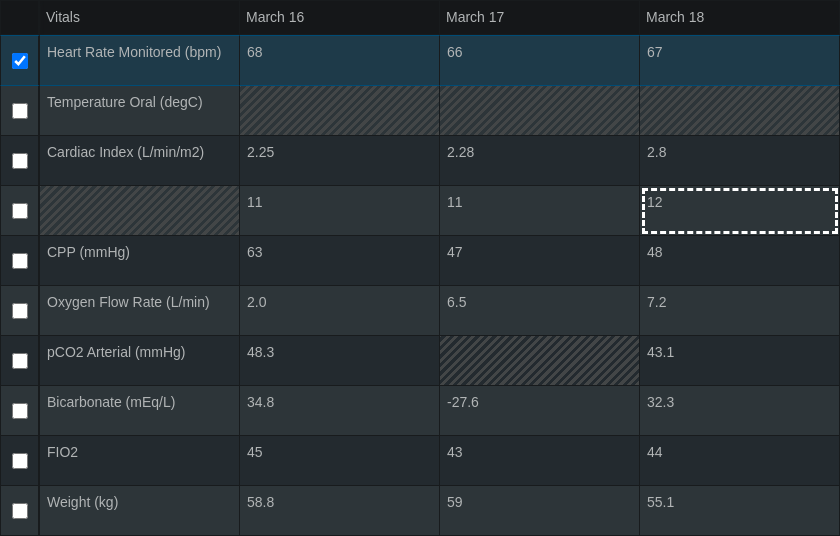 Vitals March 16 March 17 March 18
Heart Rate Monitored (bpm) 68 66 67
Temperature Oral (degC)
Cardiac Index (L/min/m2) 2.25 2.28 2.8
11 11 12
CPP (mmHg) 63 47 48
Oxygen Flow Rate (L/min) 2.0 6.5 7.2
pCO2 Arterial (mmHg) 48.3 43.1
Bicarbonate (mEq/L) 34.8 -27.6 32.3
FIO2 45 43 44
Weight (kg) 58.8 59 55.1